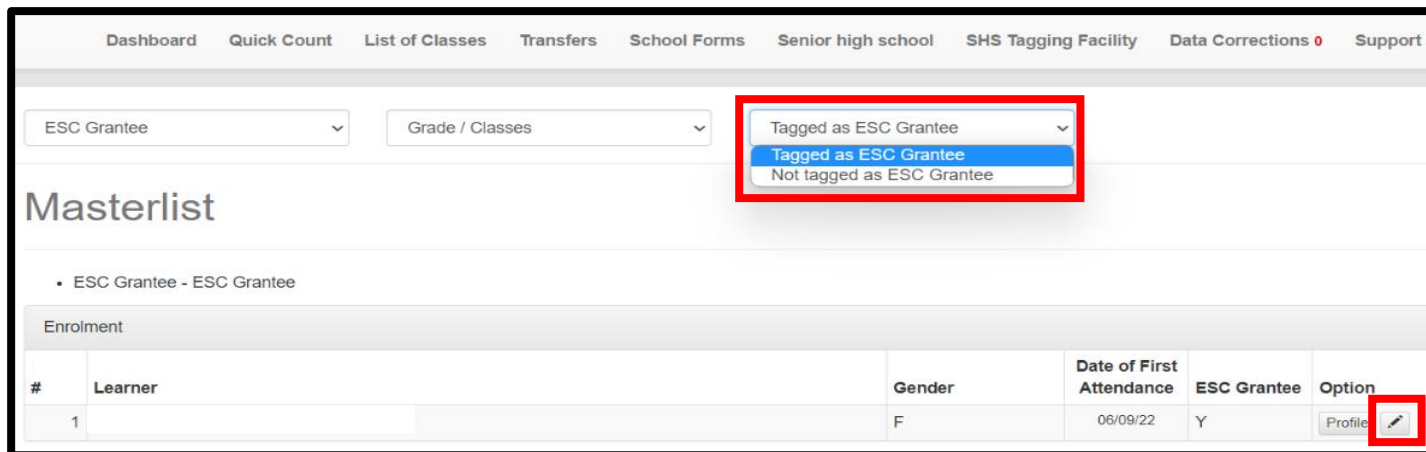 Dashboard Quick Count List of Classes Transfers School Forms Senior high school SHS Tagging Facility Data Corrections 0 Support
ESC Grantee Grade / Classes Tagged as ESC Grantee
Tagged as ESC Grantee
Not tagged as ESC Grantee
Masterlist
• ESC Grantee - ESC Grantee
Enrolment
# Learner Gender Date of First Attendance ESC Grantee Option
1 F 06/09/22 Y Profile